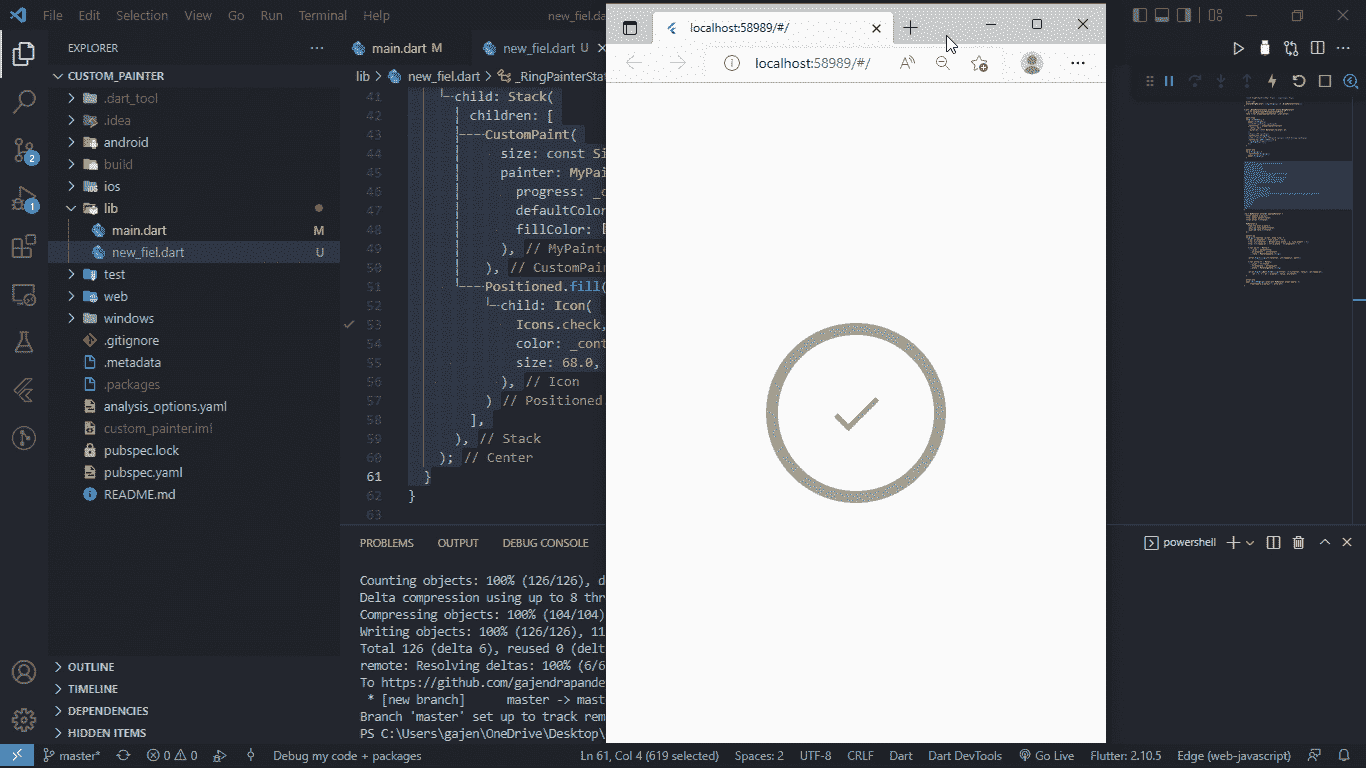 File Edit Selection View Go Run Terminal Help
new_fiel.da
localhost:58989/#/
localhost:58989/#/
EXPLORER
main.dart M
new_fiel.dart U
lib > new_fiel.dart > _RingPainterStat
CUSTOM_PAINTER
.dart_tool
.idea
android
build
ios
lib
main.dart M
new_fiel.dart U
test
web
windows
.gitignore
.metadata
.packages
analysis_options.yaml
custom_painter.iml
pubspec.lock
pubspec.yaml
README.md
OUTLINE
TIMELINE
DEPENDENCIES
HIDDEN ITEMS
2
1
41 child: Stack(
42 children: [
43 CustomPaint(
44 size: const Si
45 painter: MyPai
46 progress: _c
47 defaultColor
48 fillColor: [
49 ), // MyPainte
50 ), // CustomPain
51 Positioned.fill(
52 child: Icon(
53 Icons.check,
54 color: _cont
55 size: 68.0,
56 ), // Icon
57 ) // Positioned.
58 ],
59 ), // Stack
60 ); // Center
61 }
62 }
63
PROBLEMS OUTPUT DEBUG CONSOLE
powershell
Counting objects: 100% (126/126), d
Delta compression using up to 8 thr
Compressing objects: 100% (104/104)
Writing objects: 100% (126/126), 11
Total 126 (delta 6), reused 0 (delt
remote: Resolving deltas: 100% (6/6
To https://github.com/gajendrapande
* [new branch] master -> mast
Branch 'master' set up to track rem
PS C:\Users\gajen\OneDrive\Desktop\
master* 0 0 Debug my code + packages Ln 61, Col 4 (619 selected) Spaces: 2 UTF-8 CRLF Dart Dart DevTools Go Live Flutter: 2.10.5 Edge (web-javascript)